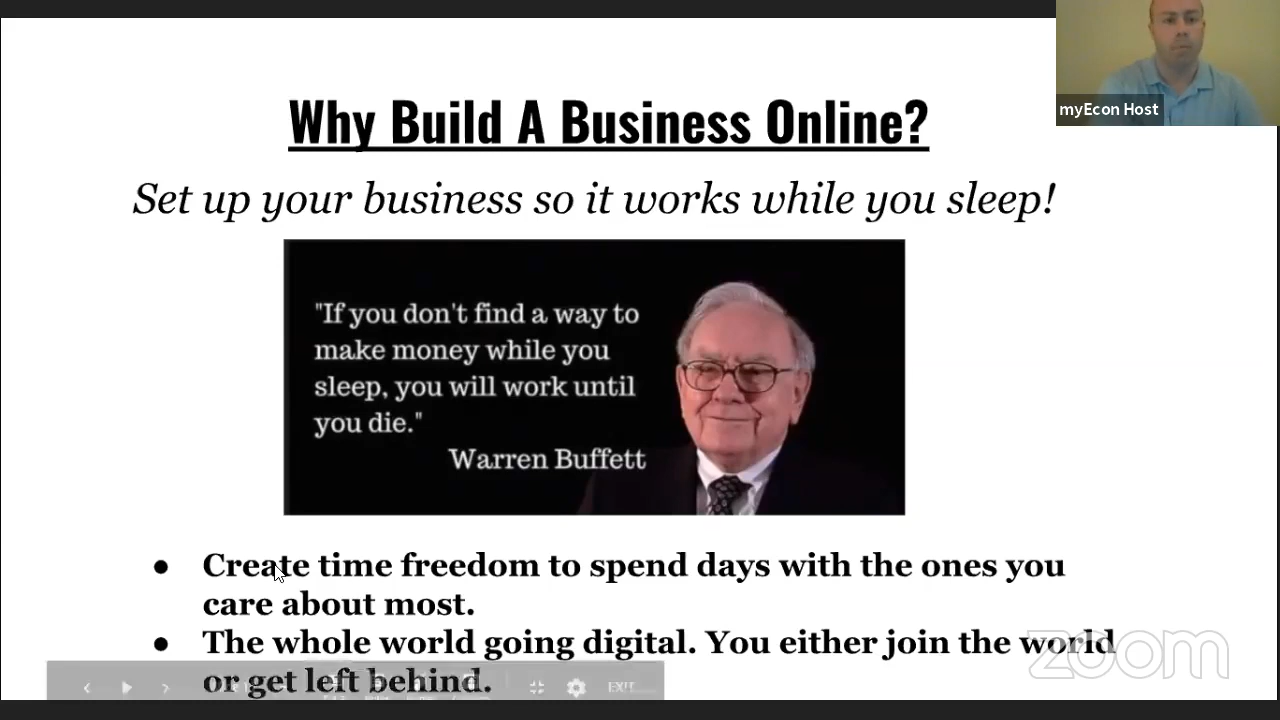 myEcon Host
Why Build A Business Online?
Set up your business so it works while you sleep!
"If you don't find a way to
make money while you
sleep, you will work until
you die."
Warren Buffett
● Create time freedom to spend days with the ones you
care about most.
● The whole world going digital. You either join the world
or get left behind.
zoom
EXIT